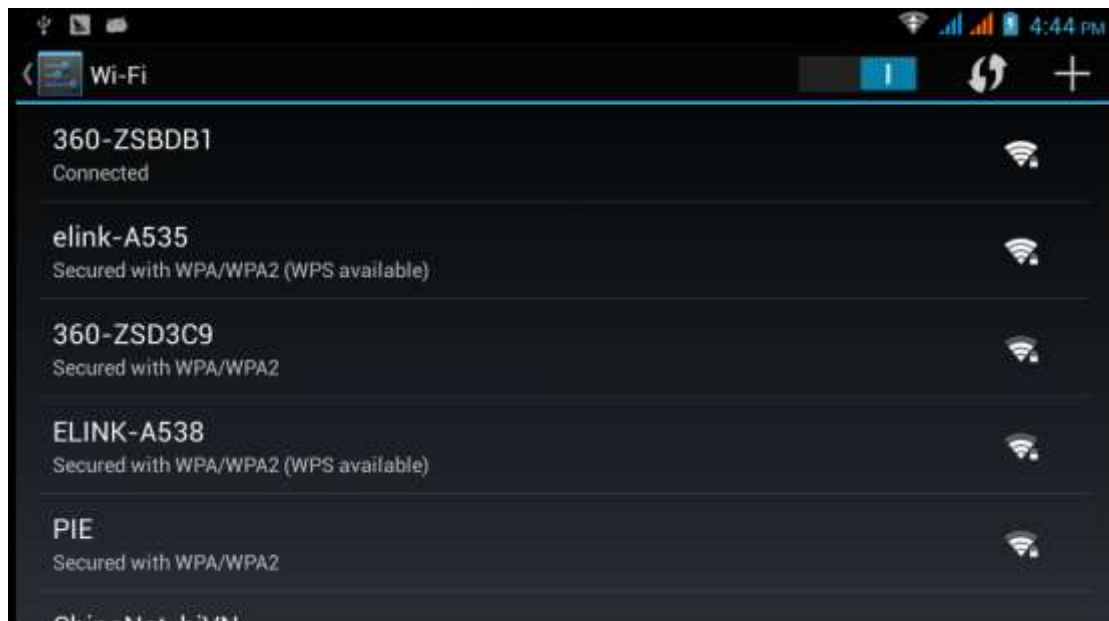 4:44 PM
Wi-Fi
360-ZSBDB1
Connected
elink-A535
Secured with WPA/WPA2 (WPS available)
360-ZSD3C9
Secured with WPA/WPA2
ELINK-A538
Secured with WPA/WPA2 (WPS available)
PIE
Secured with WPA/WPA2